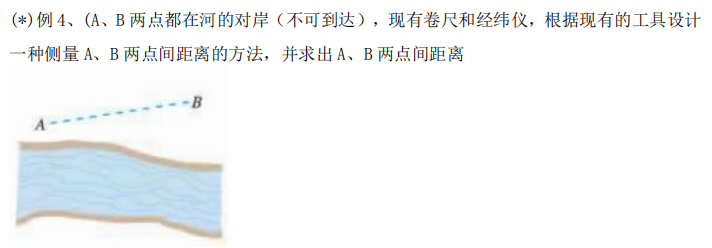 (*)例 4、(A、B 两点都在河的对岸（不可到达），现有卷尺和经纬仪，根据现有的工具设计
一种侧量 A、B 两点间距离的方法，并求出 A、B 两点间距离
B
A